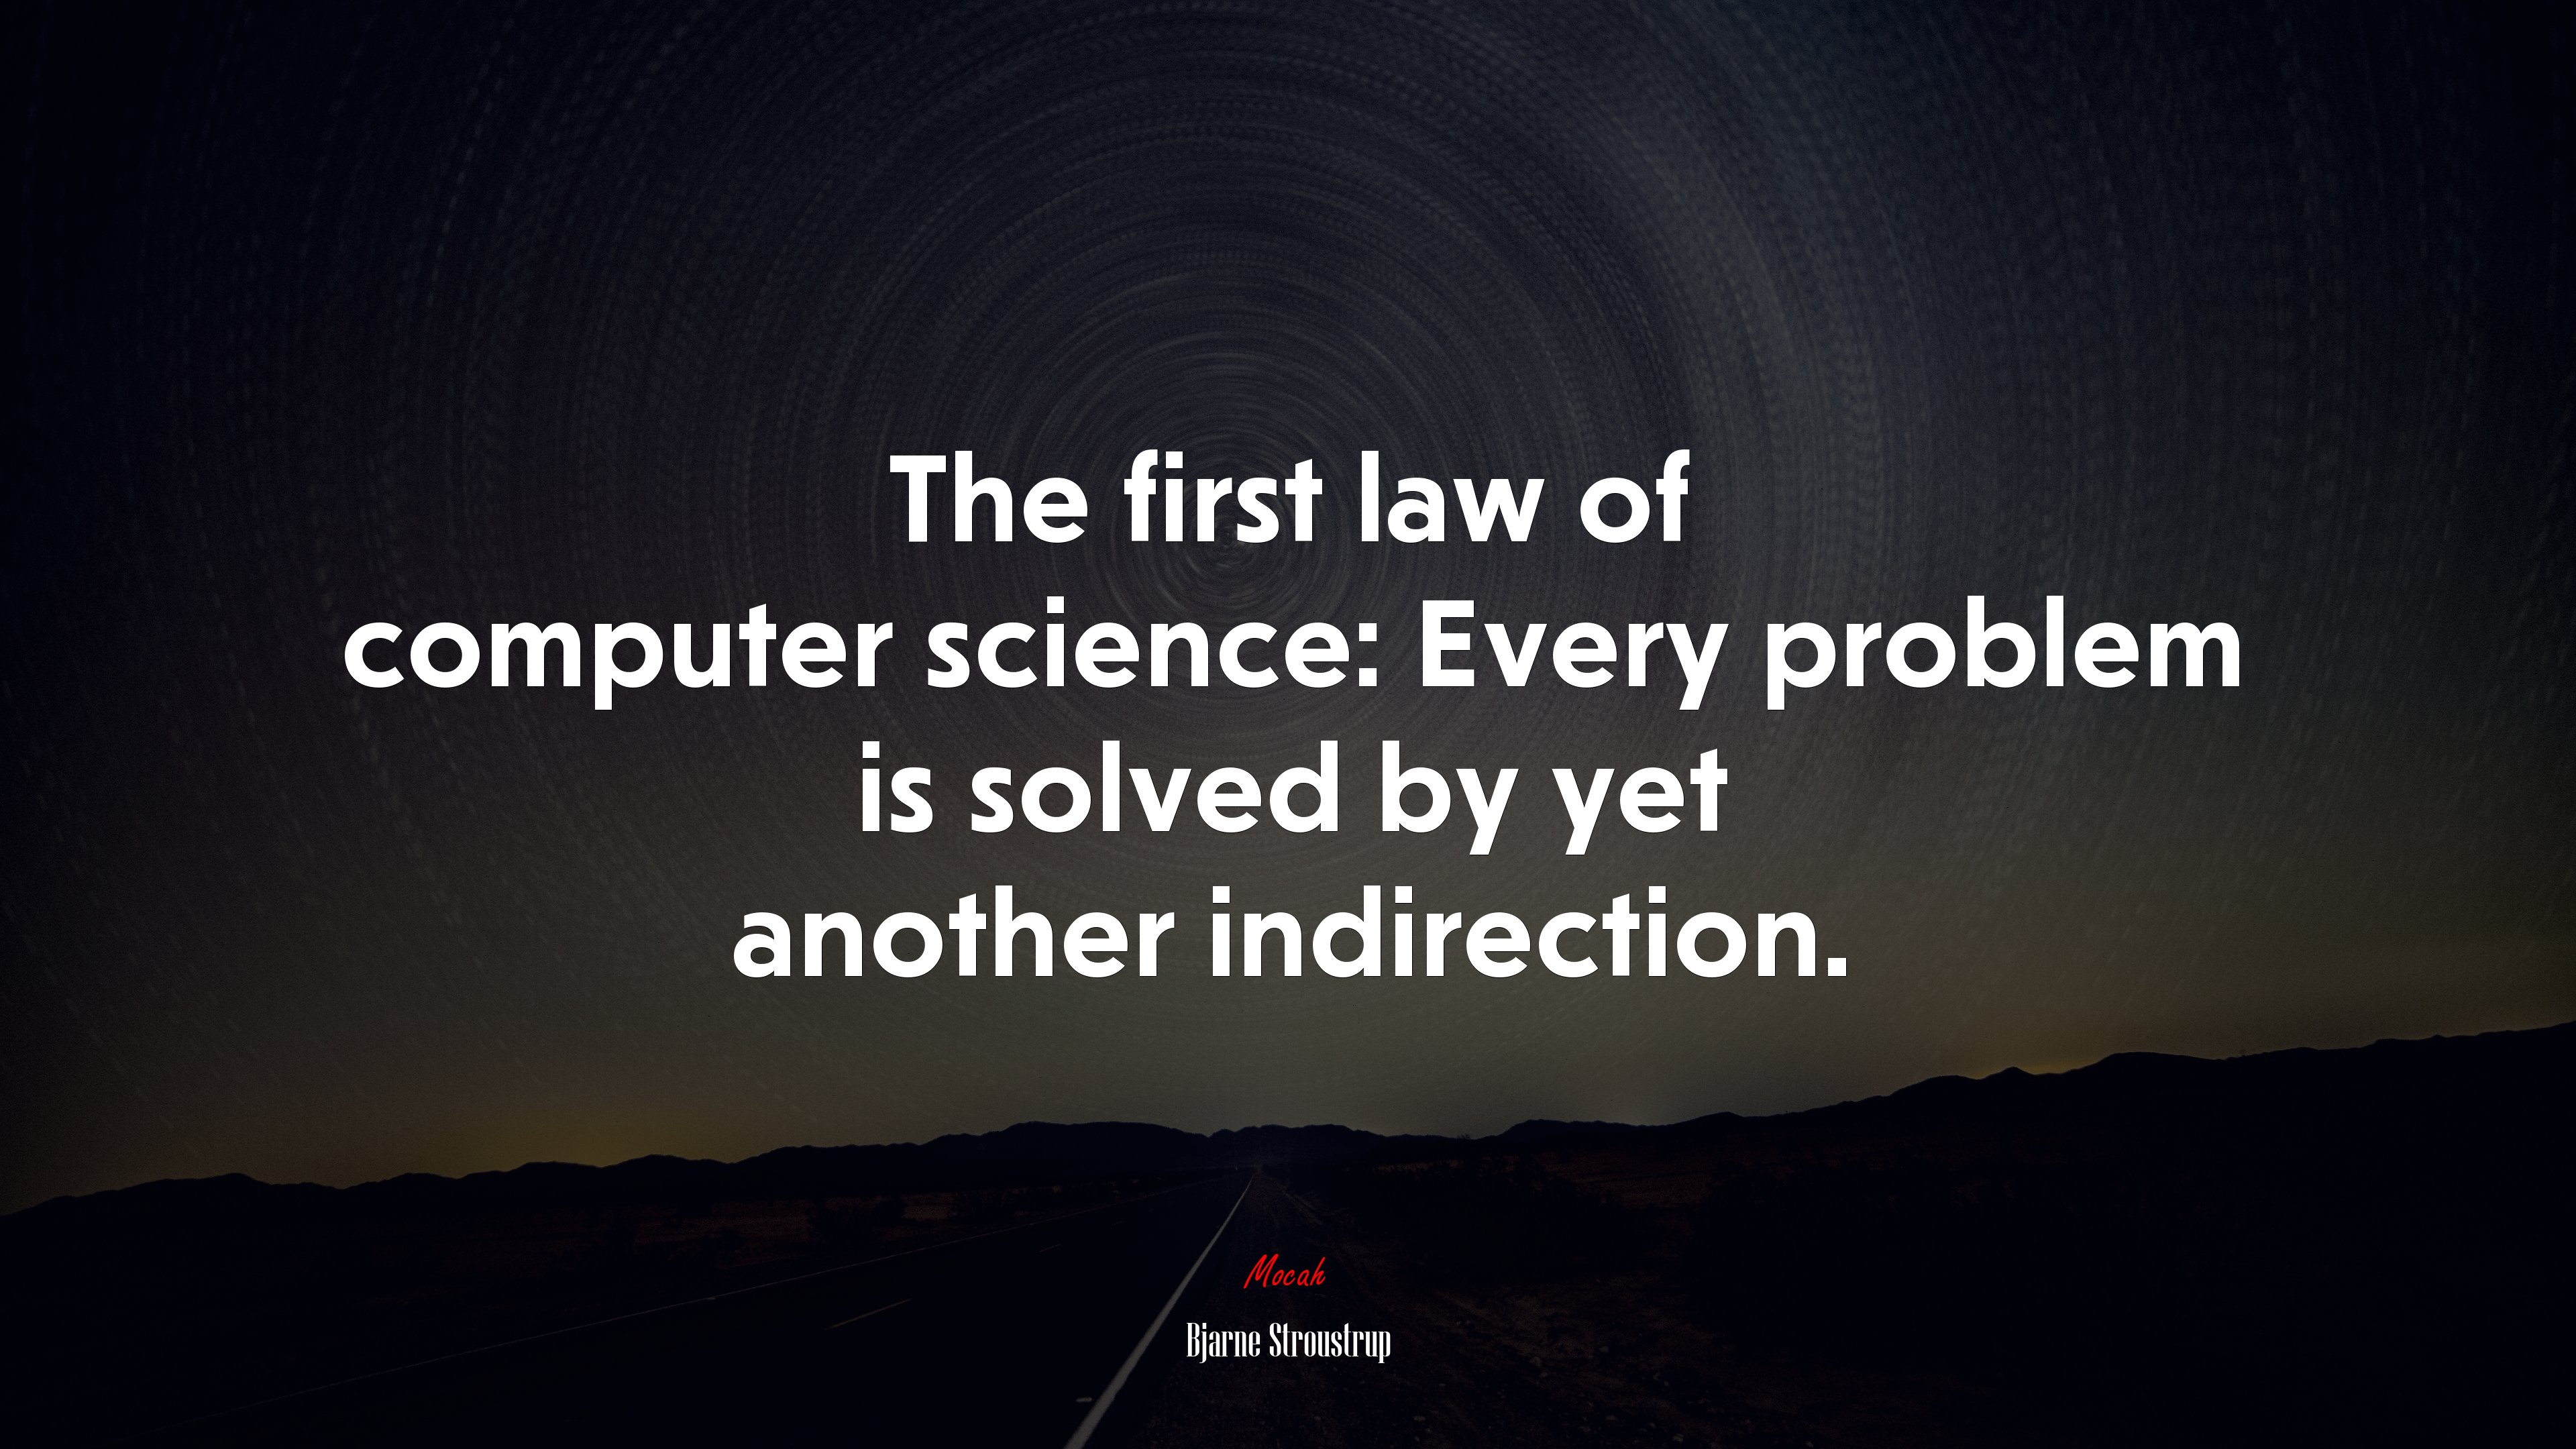 The first law of
computer science: Every problem
is solved by yet
another indirection.
Mocah
Bjarne Stroustrup